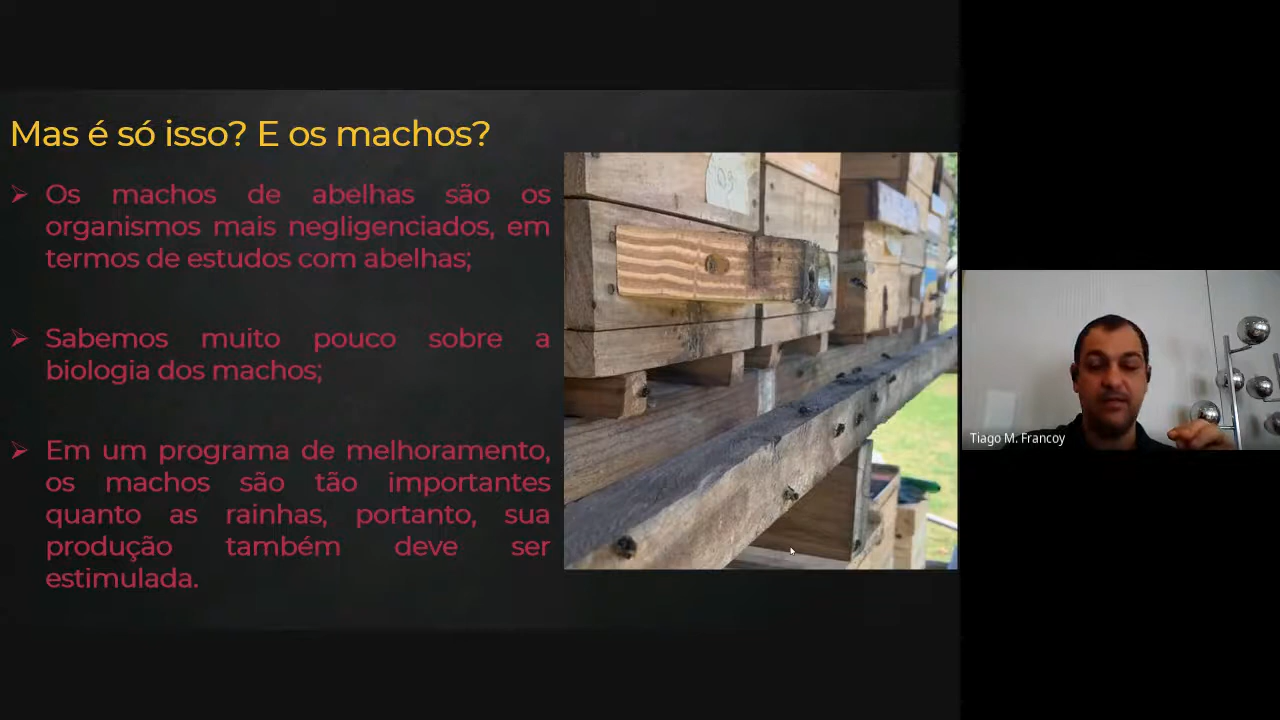 Mas é só isso? E os machos?
Os machos de abelhas são os
organismos mais negligenciados, em
termos de estudos com abelhas;
Sabemos muito pouco sobre a
biologia dos machos;
Em um programa de melhoramento,
os machos são tão importantes
quanto as rainhas, portanto, sua
produção também deve ser
estimulada.
Tiago M. Francoy